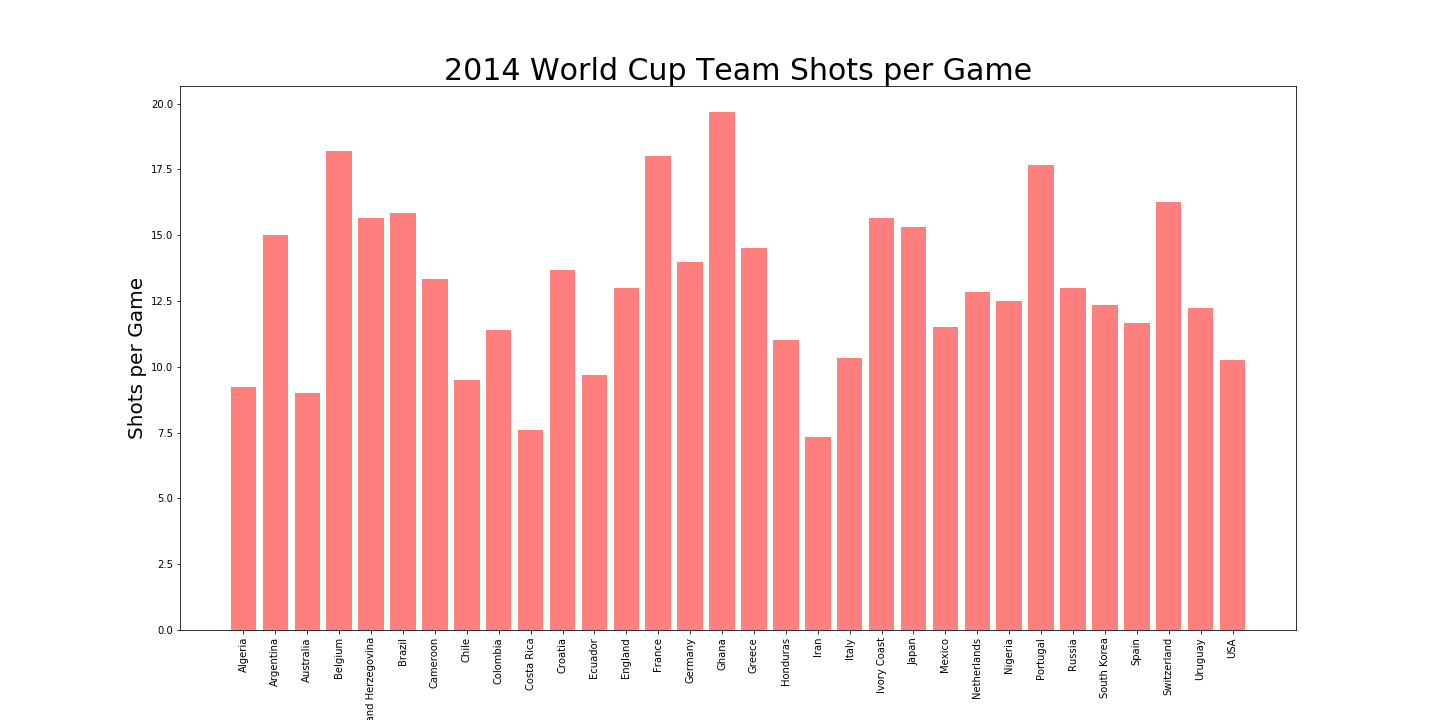 2014 World Cup Team Shots per Game
Shots per Game
20.0
17.5
15.0
12.5
10.0
7.5
5.0
2.5
0.0
Algeria
Argentina
Australia
Belgium
and Herzegovina
Brazil
Cameroon
Chile
Colombia
Costa Rica
Croatia
Ecuador
England
France
Germany
Ghana
Greece
Honduras
Iran
Italy
Ivory Coast
Japan
Mexico
Netherlands
Nigeria
Portugal
Russia
South Korea
Spain
Switzerland
Uruguay
USA